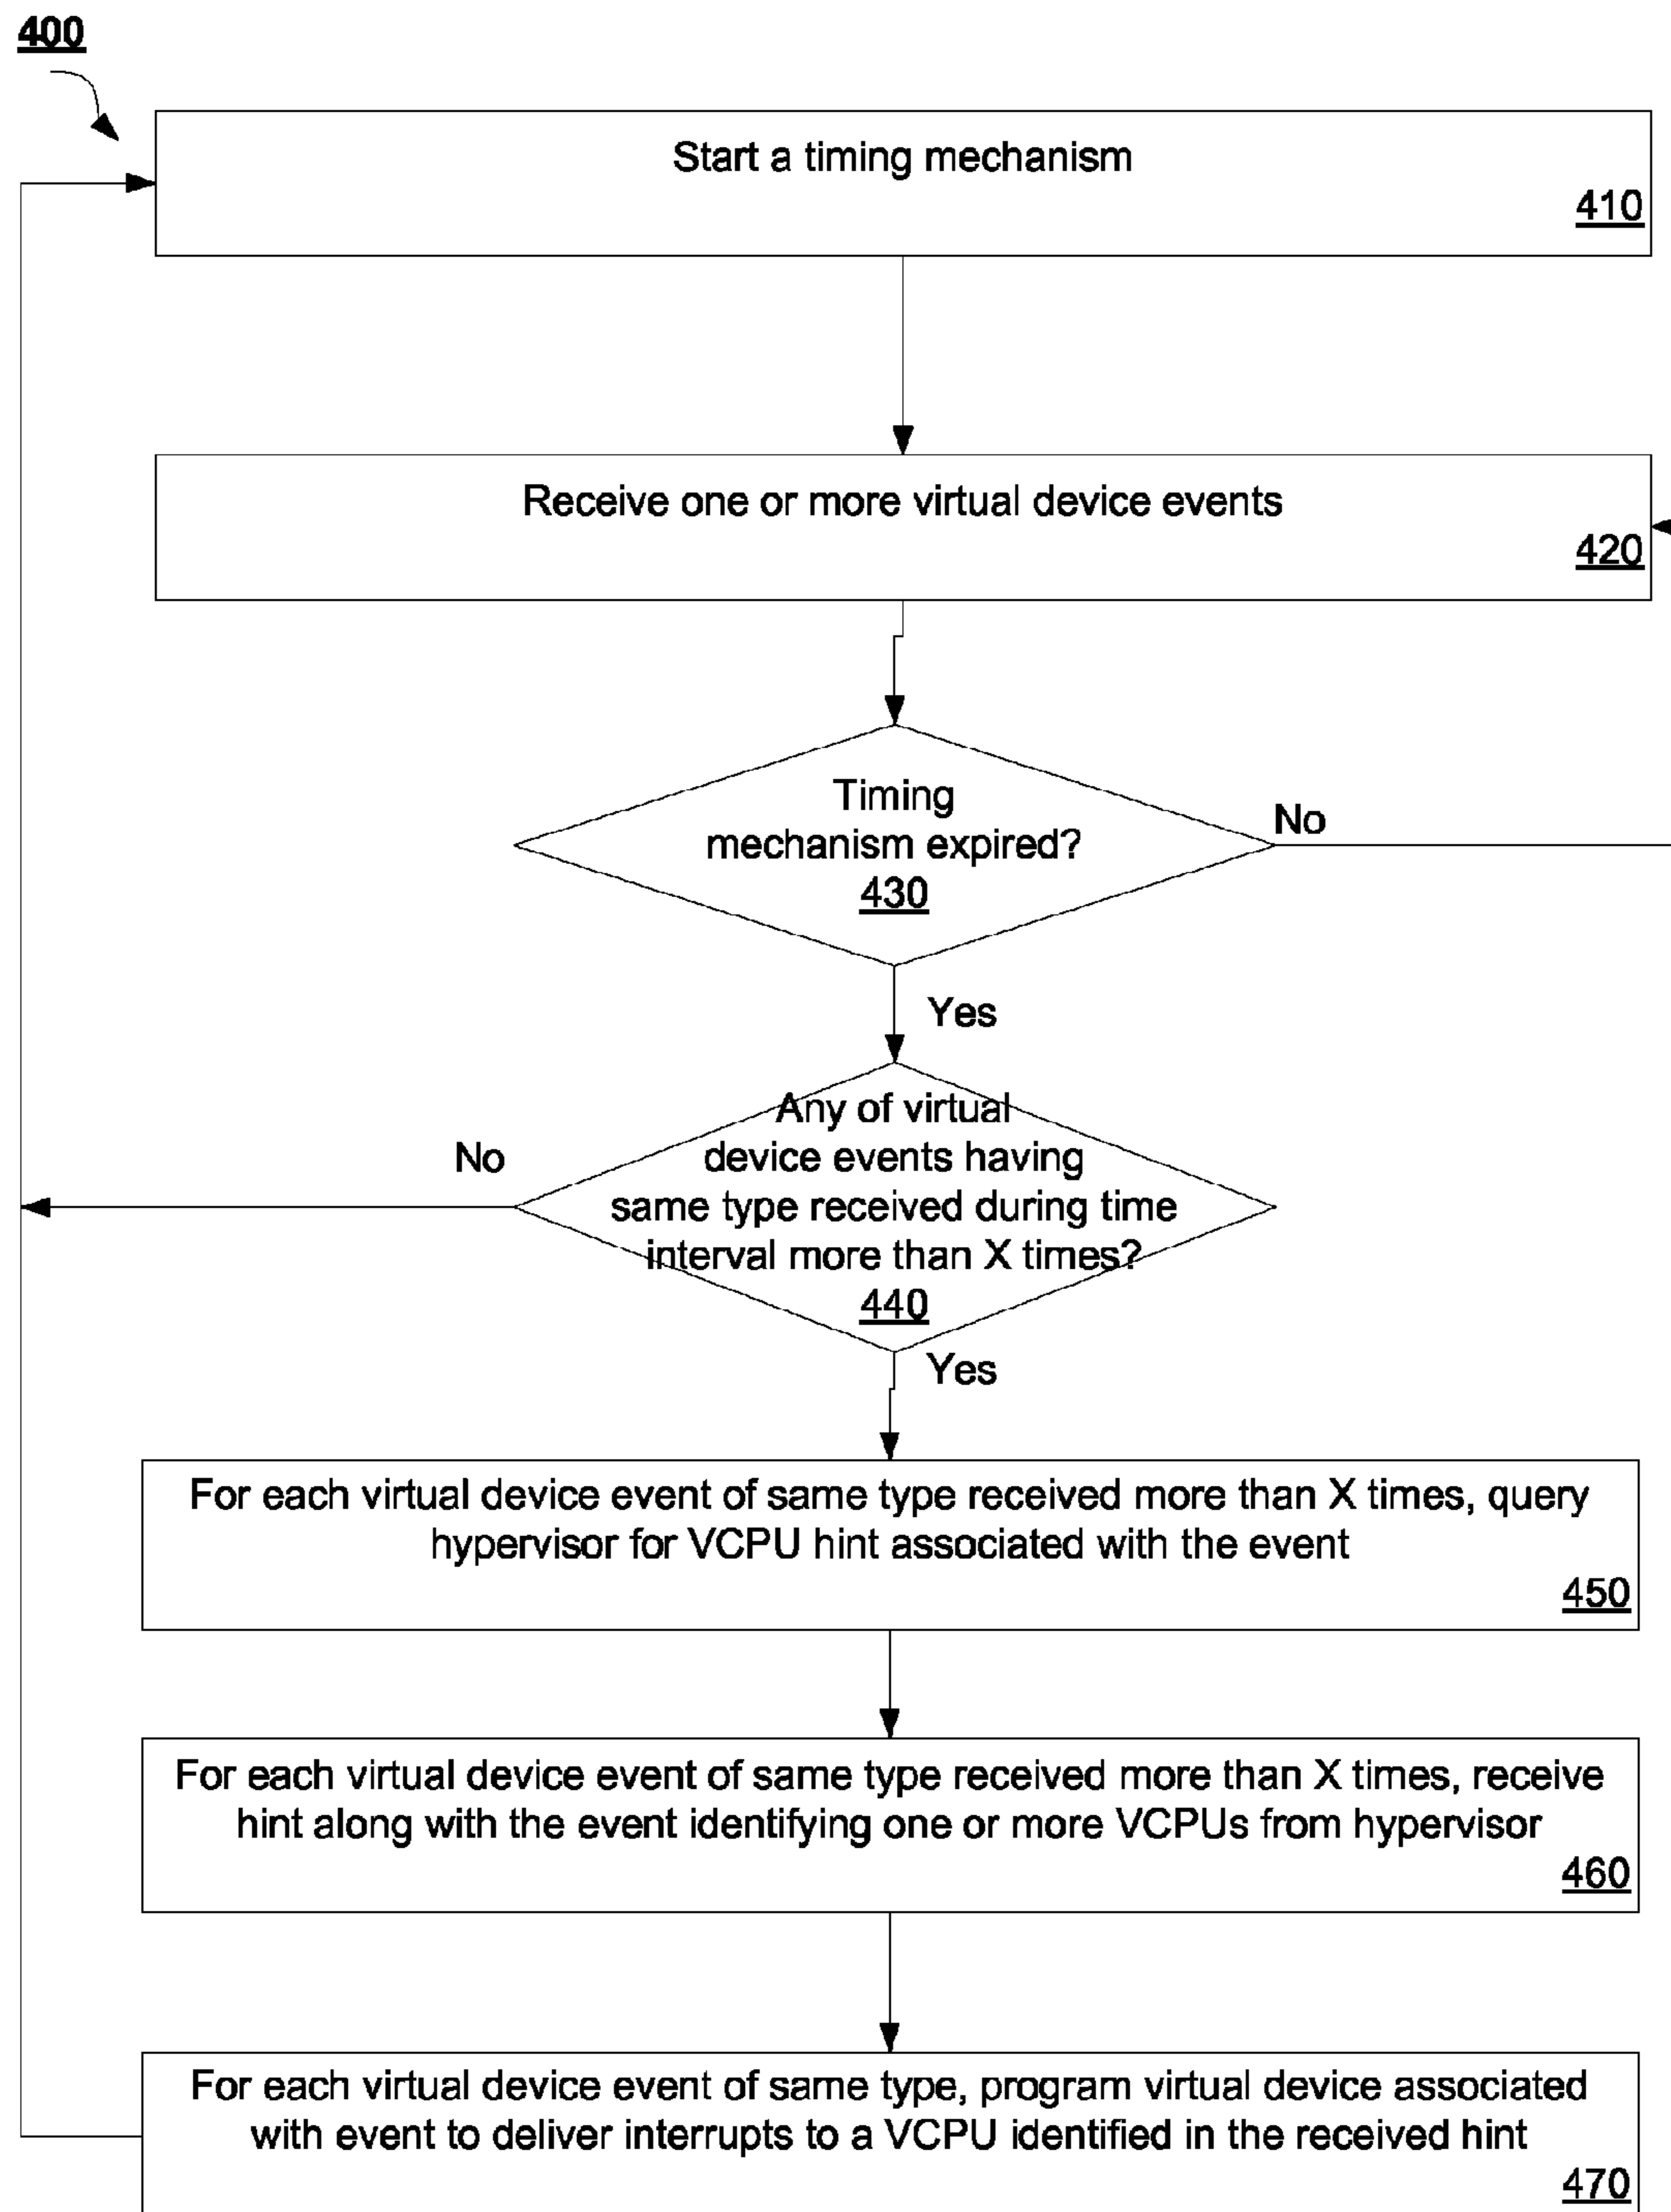 400
Start a timing mechanism
410
Receive one or more virtual device events
420
Timing
mechanism expired?
430
No
Yes
Any of virtual
device events having
same type received during time
interval more than X times?
440
No
Yes
For each virtual device event of same type received more than X times, query
hypervisor for VCPU hint associated with the event
450
For each virtual device event of same type received more than X times, receive
hint along with the event identifying one or more VCPUs from hypervisor
460
For each virtual device event of same type, program virtual device associated
with event to deliver interrupts to a VCPU identified in the received hint
470